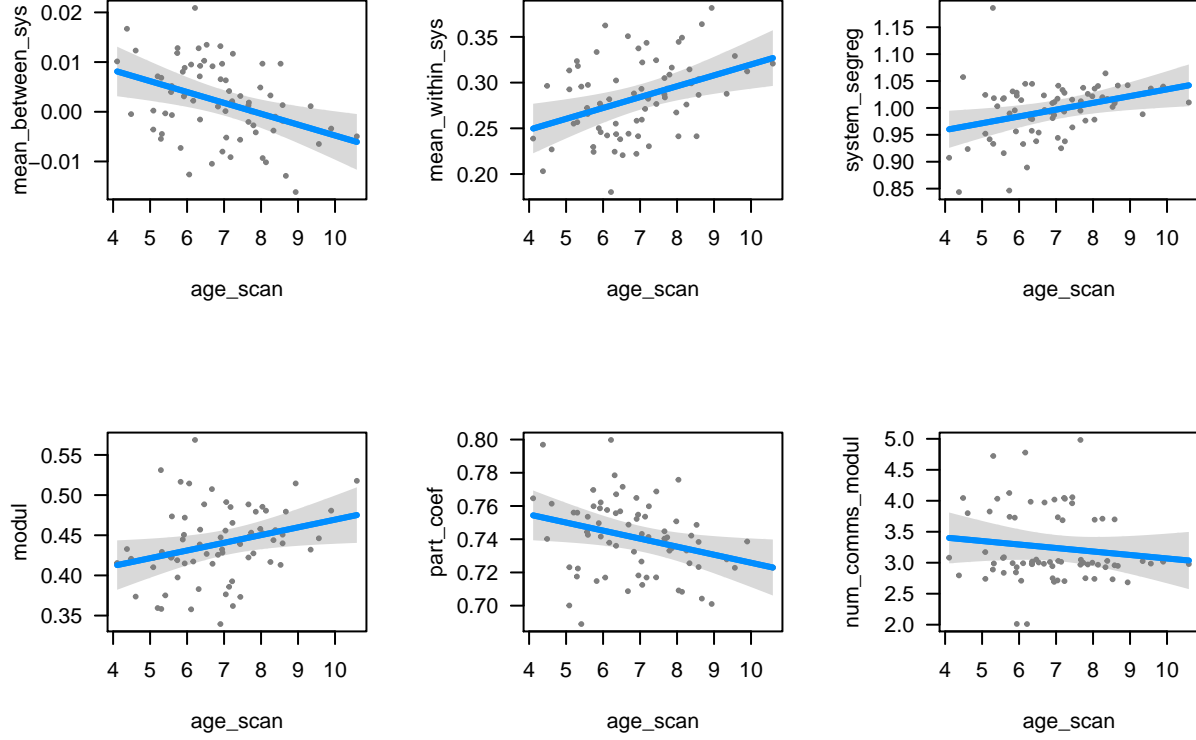 mean_between_sys
0.02
0.01
0.00
−0.01
4 5 6 7 8 9 10
age_scan
mean_within_sys
0.35
0.30
0.25
0.20
4 5 6 7 8 9 10
age_scan
system_segreg
1.15
1.10
1.05
1.00
0.95
0.90
0.85
4 5 6 7 8 9 10
age_scan
modul
0.55
0.50
0.45
0.40
0.35
4 5 6 7 8 9 10
age_scan
part_coef
0.80
0.78
0.76
0.74
0.72
0.70
4 5 6 7 8 9 10
age_scan
num_comms_modul
5.0
4.5
4.0
3.5
3.0
2.5
2.0
4 5 6 7 8 9 10
age_scan